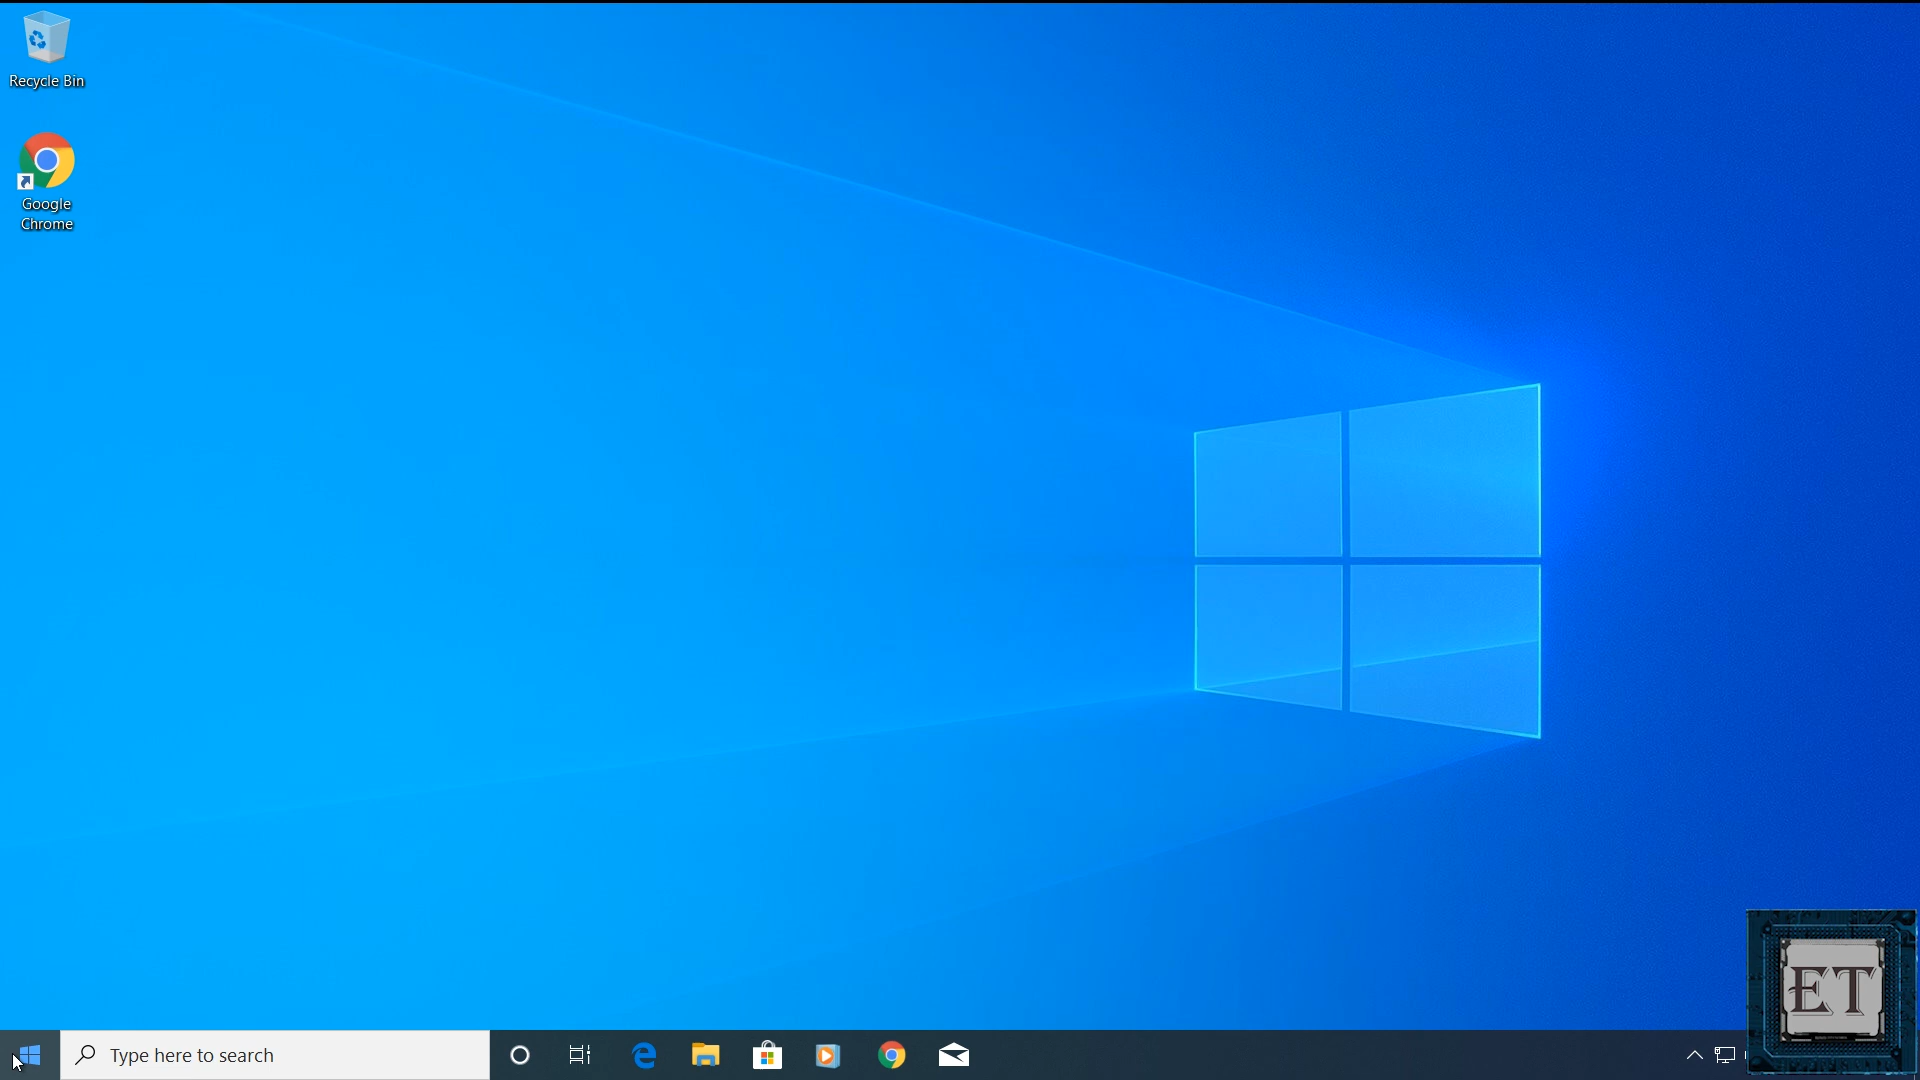 Recycle Bin
Google
Chrome
Type here to search
ET